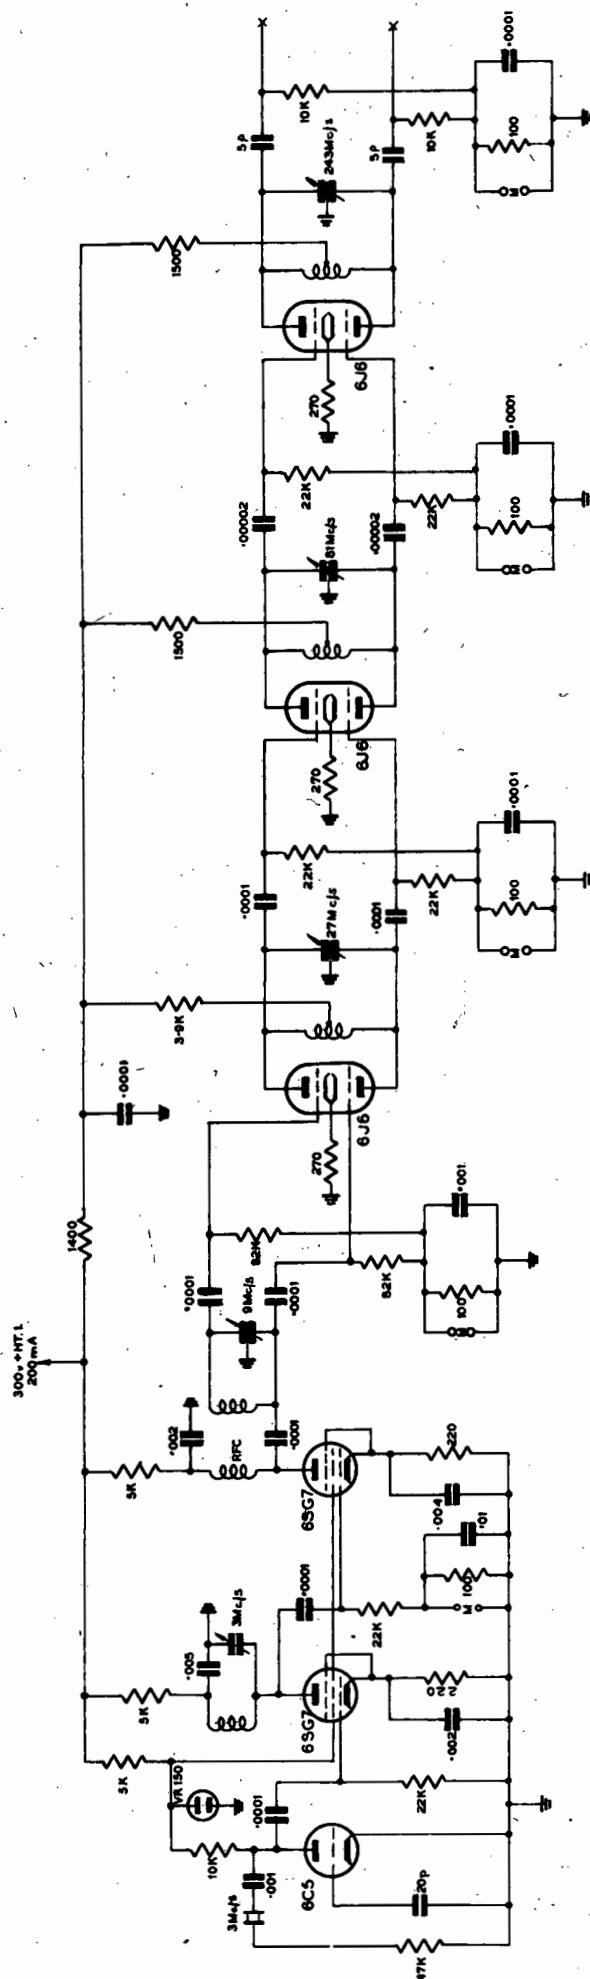 300v+HT.1
200mA
1400
·0001
5K
5K
5K
3·9K
1500
1500
VR150
10K
·001
3Mc/s
6C5
20p
47K
·0001
22K
·005
3Mc/s
6SG7
·002
220
·0001
22K
M
100
·01
·004
220
6SG7
·002
RFC
·0001
9Mc/s
·0001
·0001
82K
82K
M
100
·001
270
6J6
27Mc/s
·0001
·0001
22K
22K
M
100
·0001
270
6J6
81Mc/s
·00002
·00002
22K
22K
M
100
·0001
270
6J6
243Mc/s
5P
5P
10K
10K
M
100
·0001
X
X